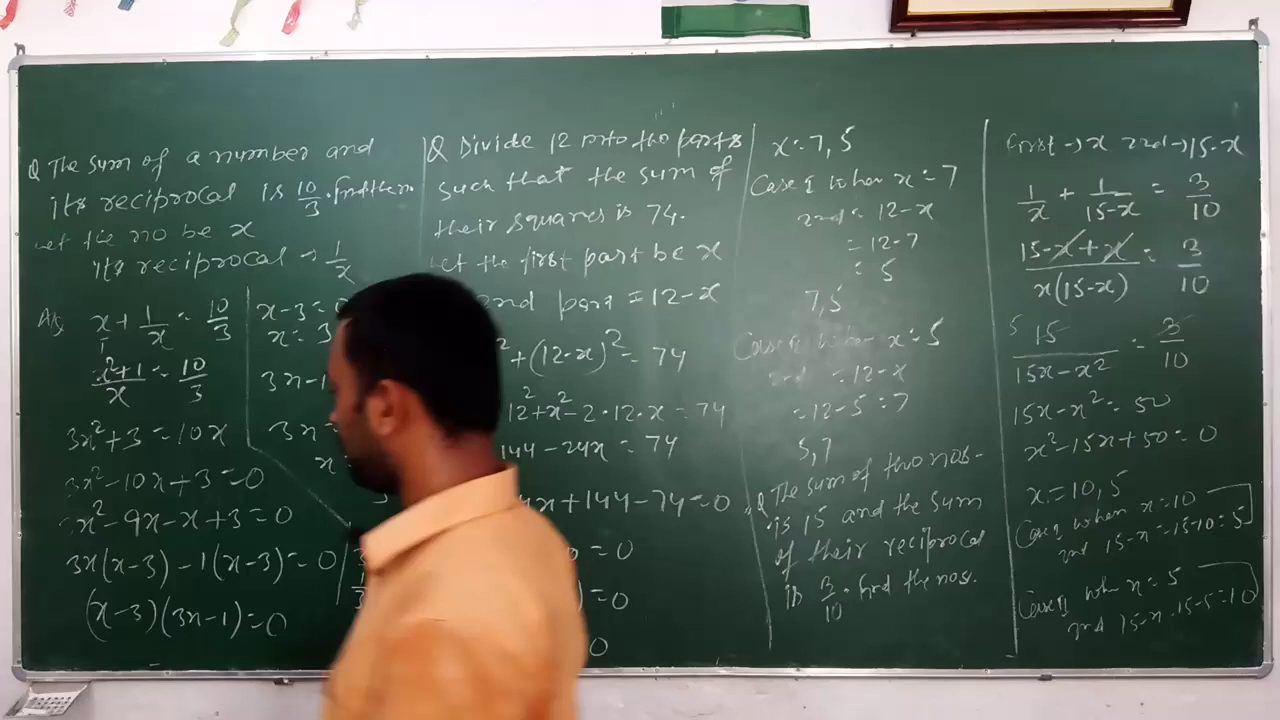 Q The sum of a number and
its reciprocal is 10/3. find them
Let the no be x
its reciprocal → 1/x
Ans x + 1/x = 10/3
x²+1/x = 10/3
3x² + 3 = 10x
3x² - 10x + 3 = 0
x² - 9x - x + 3 = 0
3x(x-3) - 1(x-3) = 0
(x-3)(3x-1) = 0
x - 3 = 0
x = 3
3x - 1
3x =
x
Q Divide 12 into the parts
such that the sum of
their squares is 74.
Let the first part be x
2nd part = 12-x
² + (12-x)² = 74
12² + x² - 2·12·x = 74
144 - 24x = 74
4x + 144 - 74 = 0
= 0
) = 0
0
x = 7, 5
Case I when x = 7
2nd = 12-x
= 12-7
= 5
7, 5
Case II when x = 5
2nd = 12-x
= 12-5 = 7
5, 7
Q The sum of two nos-
is 15 and the sum
of their reciprocal
is 3/10. find the nos.
first → x 2nd → 15-x
1/x + 1/15-x = 3/10
15-x+x/x(15-x) = 3/10
5 15/15x-x² = 3/10
15x - x² = 50
x² - 15x + 50 = 0
x = 10, 5
Case I when x = 10
2nd 15-x = 15-10 = 5
Case II when x = 5
2nd 15-x = 15-5 = 10